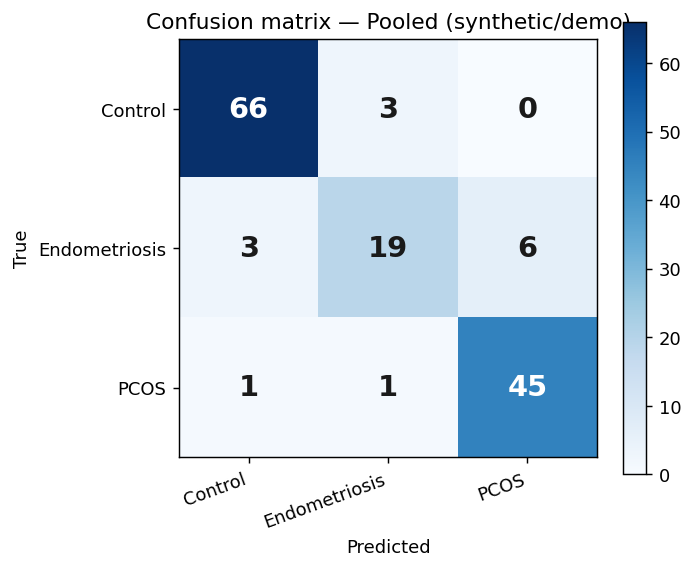 Confusion matrix — Pooled (synthetic/demo)
Control 66 3 0
Endometriosis 3 19 6
PCOS 1 1 45
Control Endometriosis PCOS
Predicted
True
60
50
40
30
20
10
0